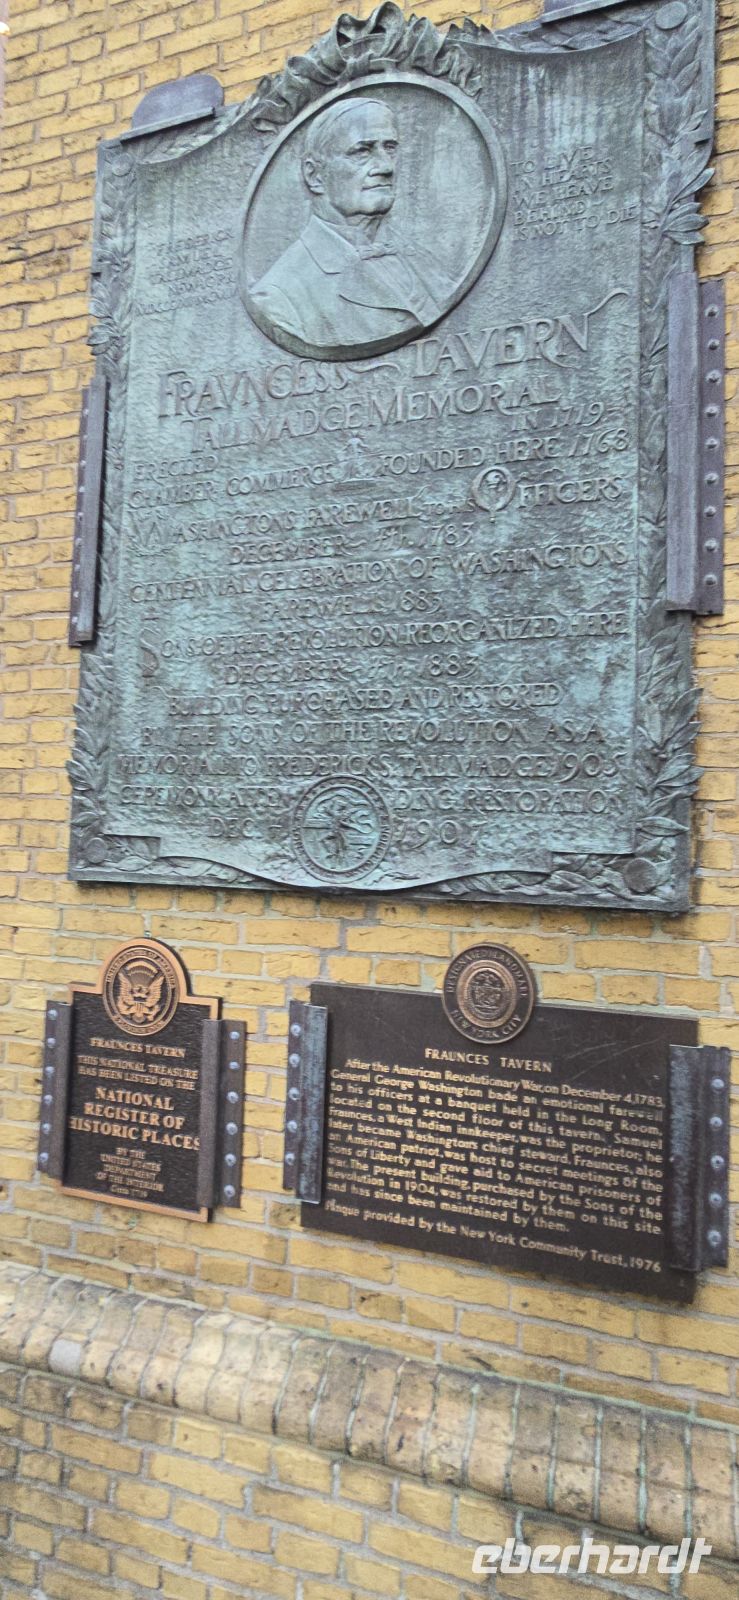 FREDERICK
SAMUEL
TALLMADGE
TO LIVE
IN HEARTS
WE LEAVE
BEHIND
IS NOT TO DIE
FRAVNCES TAVERN
TALLMADGE MEMORIAL
ERECTED IN 1719
CHAMBER COMMERCE FOUNDED HERE 1768
WASHINGTONS FAREWELL TO HIS OFFICERS
DECEMBER 4TH 1783
CENTENNIAL CELEBRATION OF WASHINGTONS
FAREWELL 1883
SONS OF THE REVOLUTION REORGANIZED HERE
DECEMBER 4TH 1883
BUILDING PURCHASED AND RESTORED
BY THE SONS OF THE REVOLUTION AS A
MEMORIAL TO FREDERICK S. TALLMADGE
CEREMONY ATTENDING RESTORATION
DEC 4 1907
FRAUNCES TAVERN
THIS NATIONAL TREASURE
HAS BEEN LISTED ON THE
NATIONAL
REGISTER OF
HISTORIC PLACES
BY THE
UNITED STATES
DEPARTMENT
OF THE INTERIOR
Circa 1719
DESIGNATED LANDMARK
NEW YORK CITY
FRAUNCES TAVERN
After the American Revolutionary War, on December 4, 1783,
General George Washington bade an emotional farewell
to his officers at a banquet held in the Long Room,
located on the second floor of this tavern. Samuel
Fraunces, a West Indian innkeeper, was the proprietor; he
later became Washington's chief steward. Fraunces, also
an American patriot, was host to secret meetings of the
Sons of Liberty and gave aid to American prisoners of
war. The present building, purchased by the Sons of the
Revolution in 1904, was restored by them on this site
and has since been maintained by them.
Plaque provided by the New York Community Trust, 1976
eberhardt